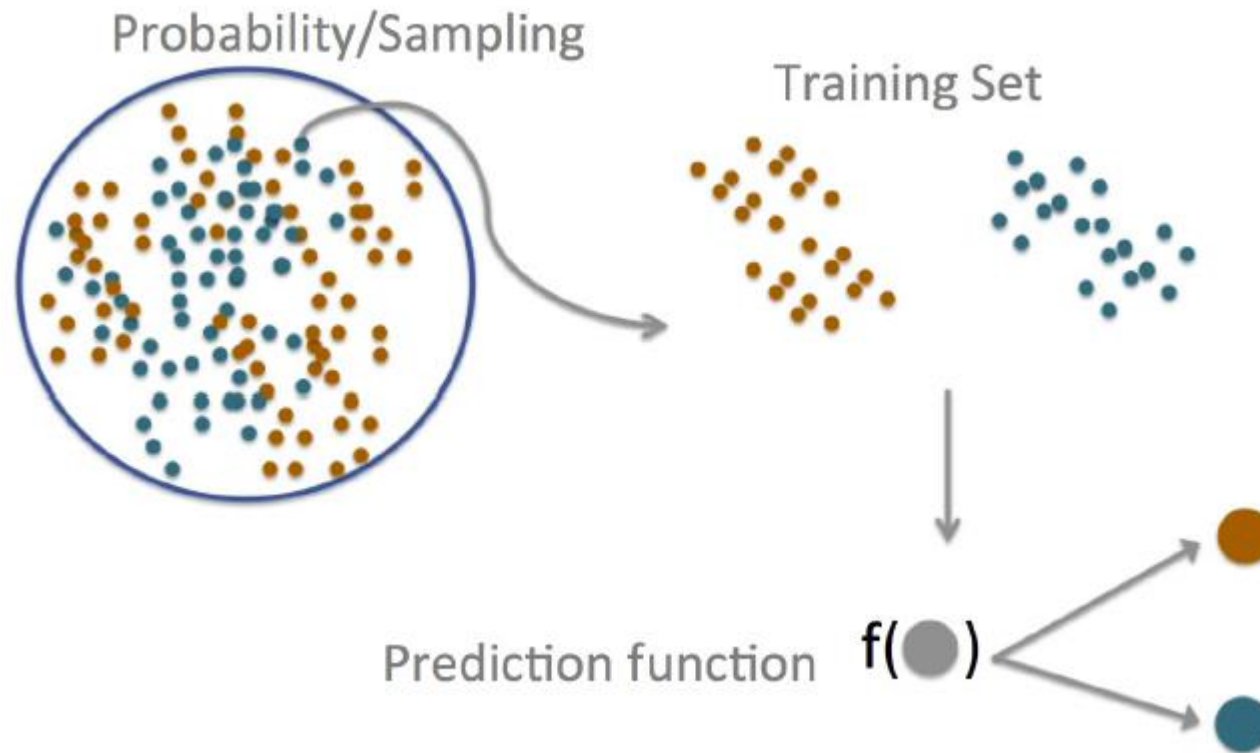 Probability/Sampling
Training Set
Prediction function
f( )